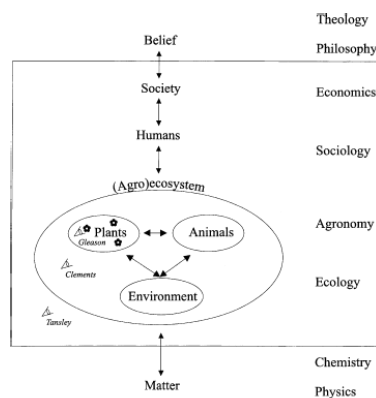 Theology
Belief
Philosophy
Society
Economics
Humans
Sociology
(Agro)ecosystem
Plants
Animals
Agronomy
Gleason
Clements
Ecology
Environment
Tansley
Chemistry
Matter
Physics